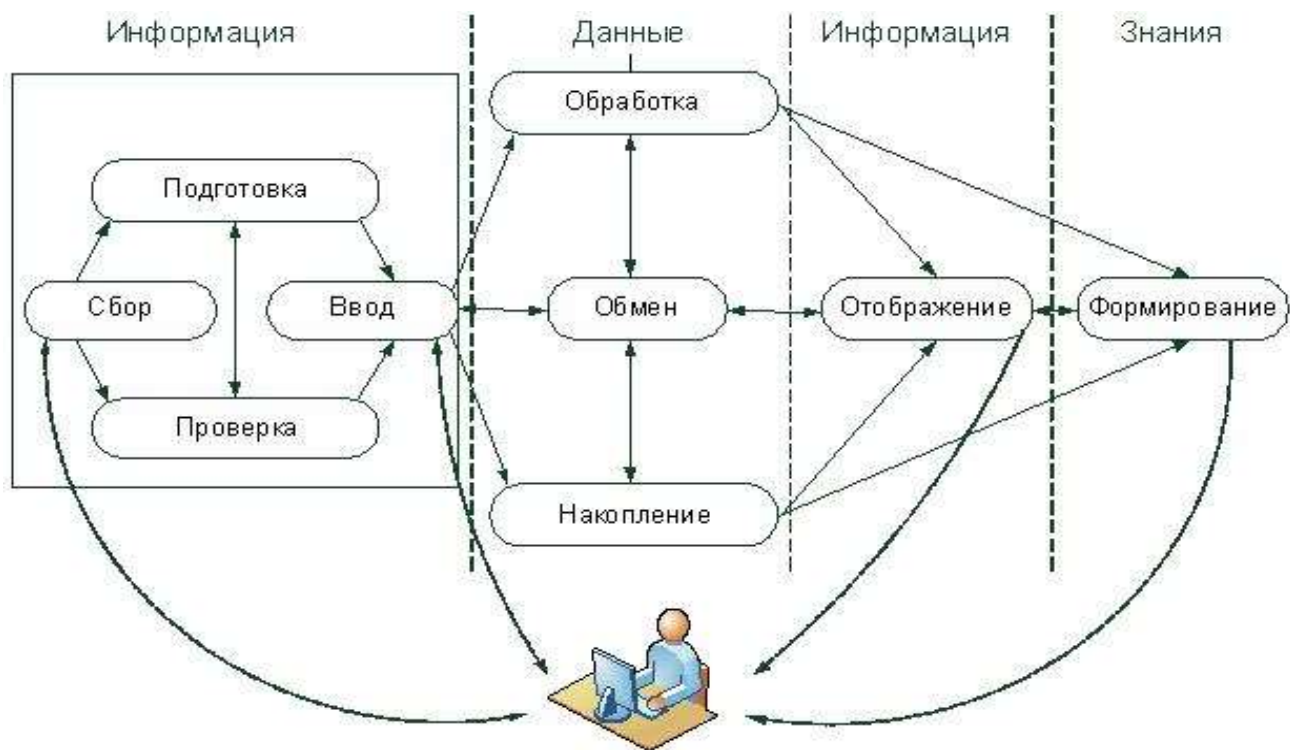 Информация
Данные
Информация
Знания
Обработка
Подготовка
Сбор
Ввод
Обмен
Отображение
Формирование
Проверка
Накопление